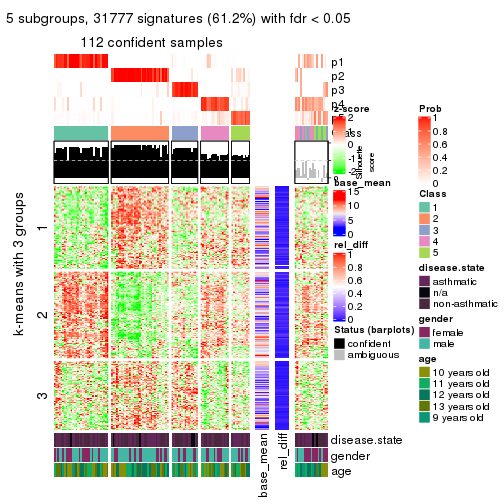 5 subgroups, 31777 signatures (61.2%) with fdr < 0.05
112 confident samples
p1
p2
p3
p4
p5
Class
Silhouette
score
k-means with 3 groups
1
2
3
base_mean
rel_diff
disease.state
gender
age
z-score
2
1
0
-1
-2
base_mean
15
10
5
0
rel_diff
1
0.8
0.6
0.4
0.2
0
Status (barplots)
confident
ambiguous
Prob
1
0.8
0.6
0.4
0.2
0
Class
1
2
3
4
5
disease.state
asthmatic
n/a
non-asthmatic
gender
female
male
age
10 years old
11 years old
12 years old
13 years old
9 years old